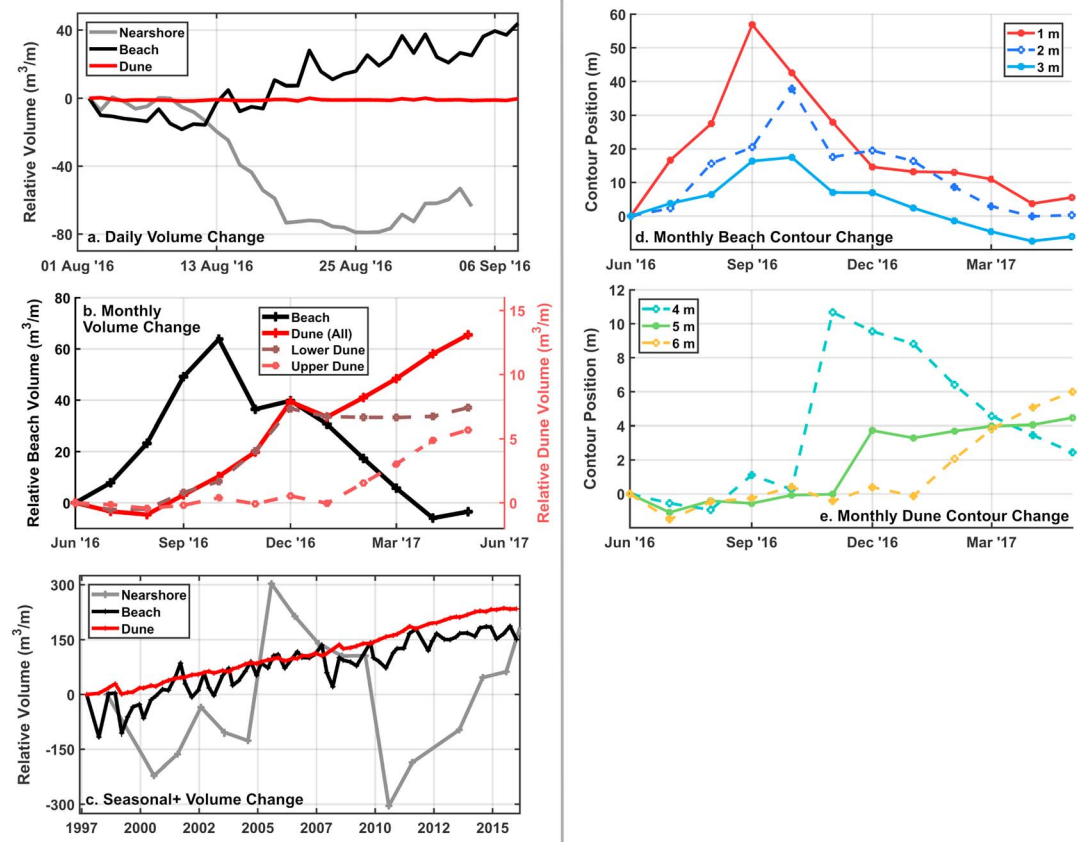 Relative Volume (m³/m)
40
0
-40
-80
Nearshore
Beach
Dune
a. Daily Volume Change
01 Aug '16
13 Aug '16
25 Aug '16
06 Sep '16
Relative Beach Volume (m³/m)
80
60
40
20
0
b. Monthly
Volume Change
Beach
Dune (All)
Lower Dune
Upper Dune
15
10
5
0
Relative Dune Volume (m³/m)
Jun '16
Sep '16
Dec '16
Mar '17
Jun '17
Relative Volume (m³/m)
300
150
0
-150
-300
Nearshore
Beach
Dune
c. Seasonal+ Volume Change
1997
2000
2002
2005
2007
2010
2012
2015
Contour Position (m)
60
50
40
30
20
10
0
1 m
2 m
3 m
d. Monthly Beach Contour Change
Jun '16
Sep '16
Dec '16
Mar '17
Contour Position (m)
12
10
8
6
4
2
0
4 m
5 m
6 m
e. Monthly Dune Contour Change
Jun '16
Sep '16
Dec '16
Mar '17